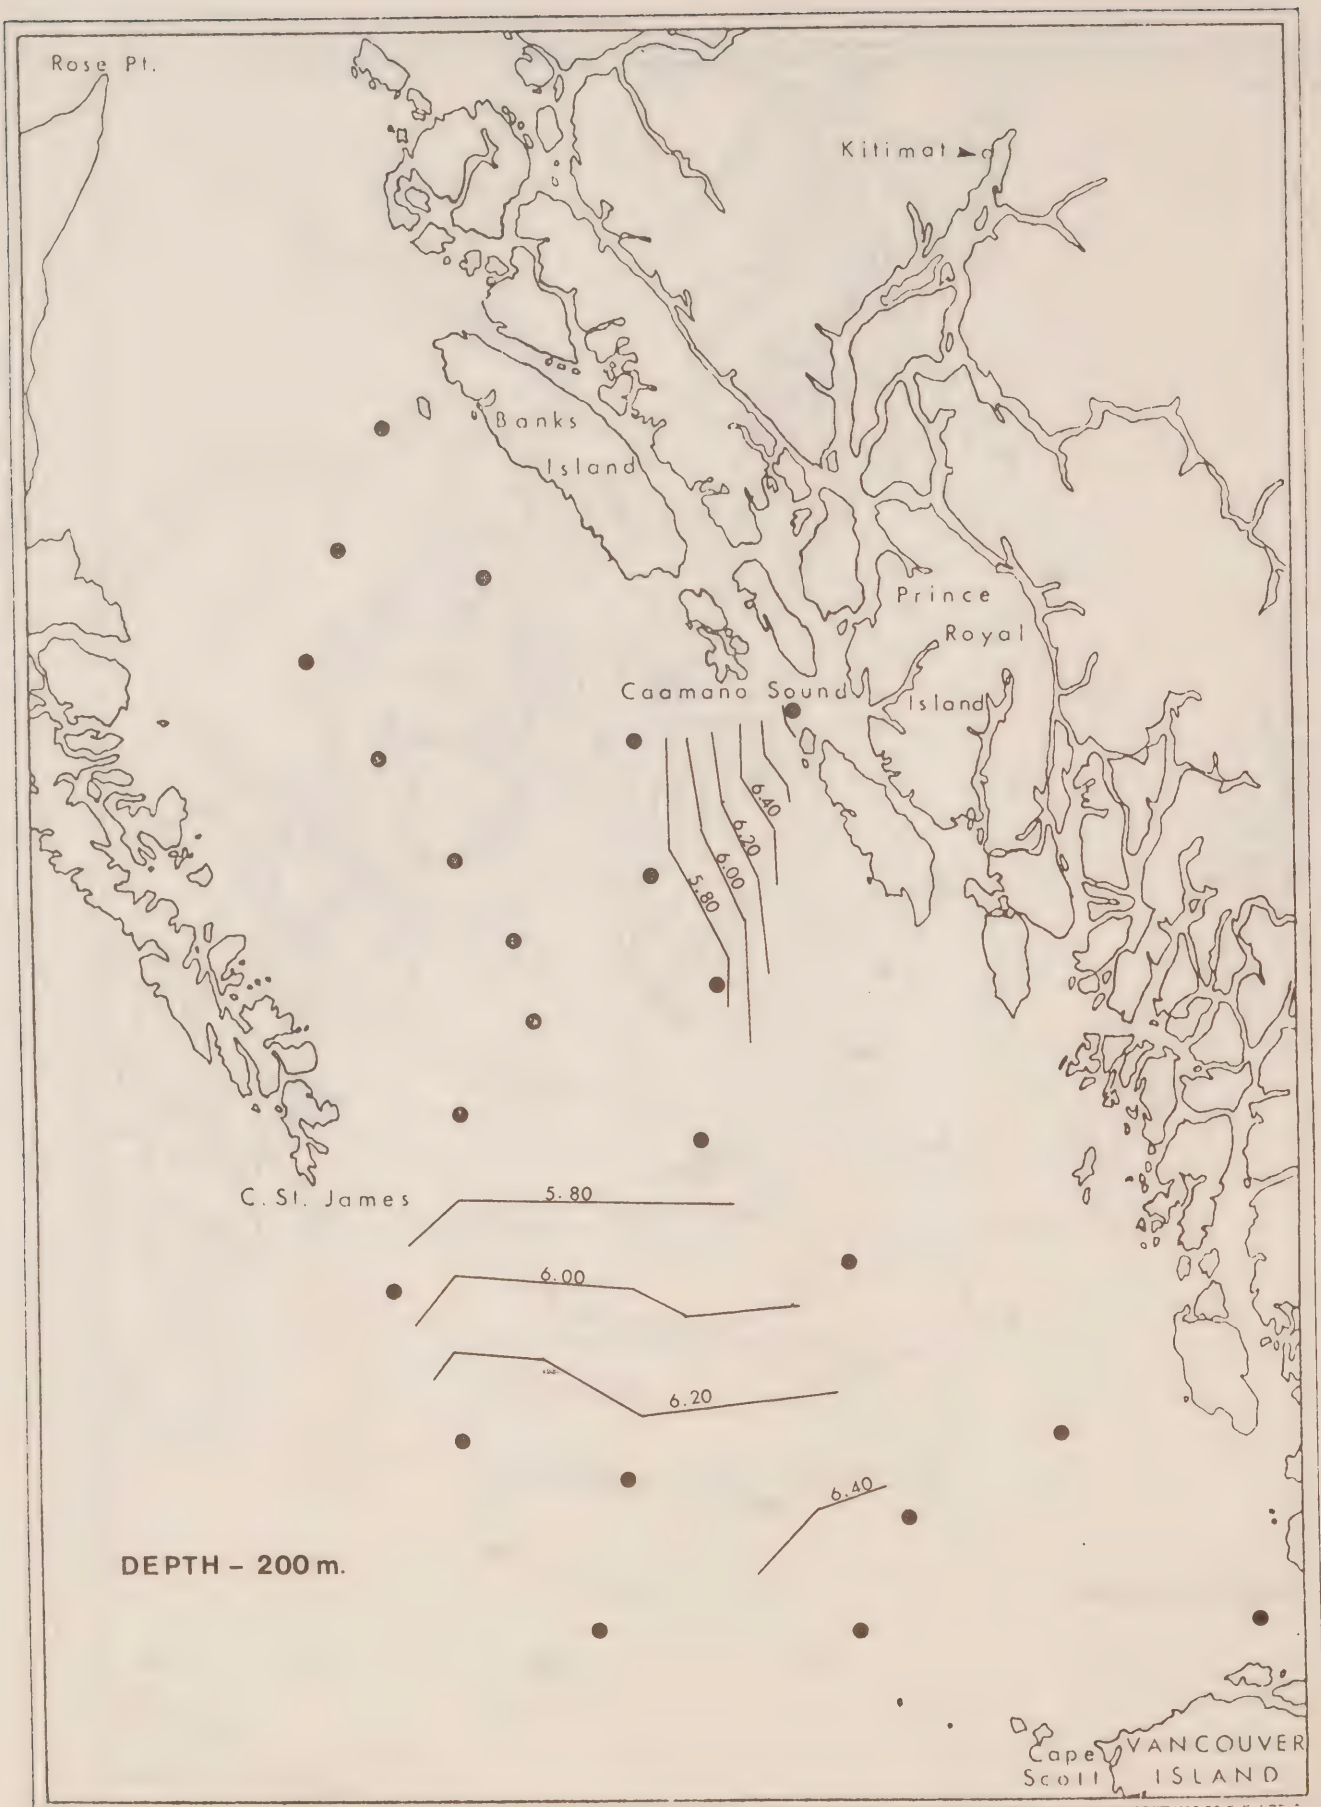 Rose Pt.
Kitimat
Banks
Island
Prince
Royal
Island
Caamano Sound
6.40
6.20
6.00
5.80
C. St. James
5.80
6.00
6.20
6.40
DEPTH - 200 m.
Cape
Scott
VANCOUVER
ISLAND